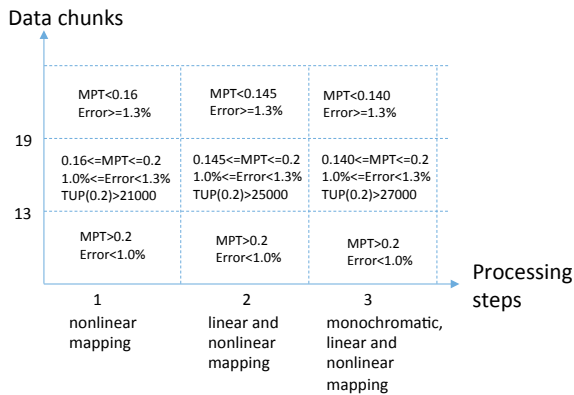 Data chunks
MPT<0.16
Error>=1.3%
MPT<0.145
Error>=1.3%
MPT<0.140
Error>=1.3%
19
0.16<=MPT<=0.2
1.0%<=Error<1.3%
TUP(0.2)>21000
0.145<=MPT<=0.2
1.0%<=Error<1.3%
TUP(0.2)>25000
0.140<=MPT<=0.2
1.0%<=Error<1.3%
TUP(0.2)>27000
13
MPT>0.2
Error<1.0%
MPT>0.2
Error<1.0%
MPT>0.2
Error<1.0%
Processing
steps
1
nonlinear
mapping
2
linear and
nonlinear
mapping
3
monochromatic,
linear and
nonlinear
mapping